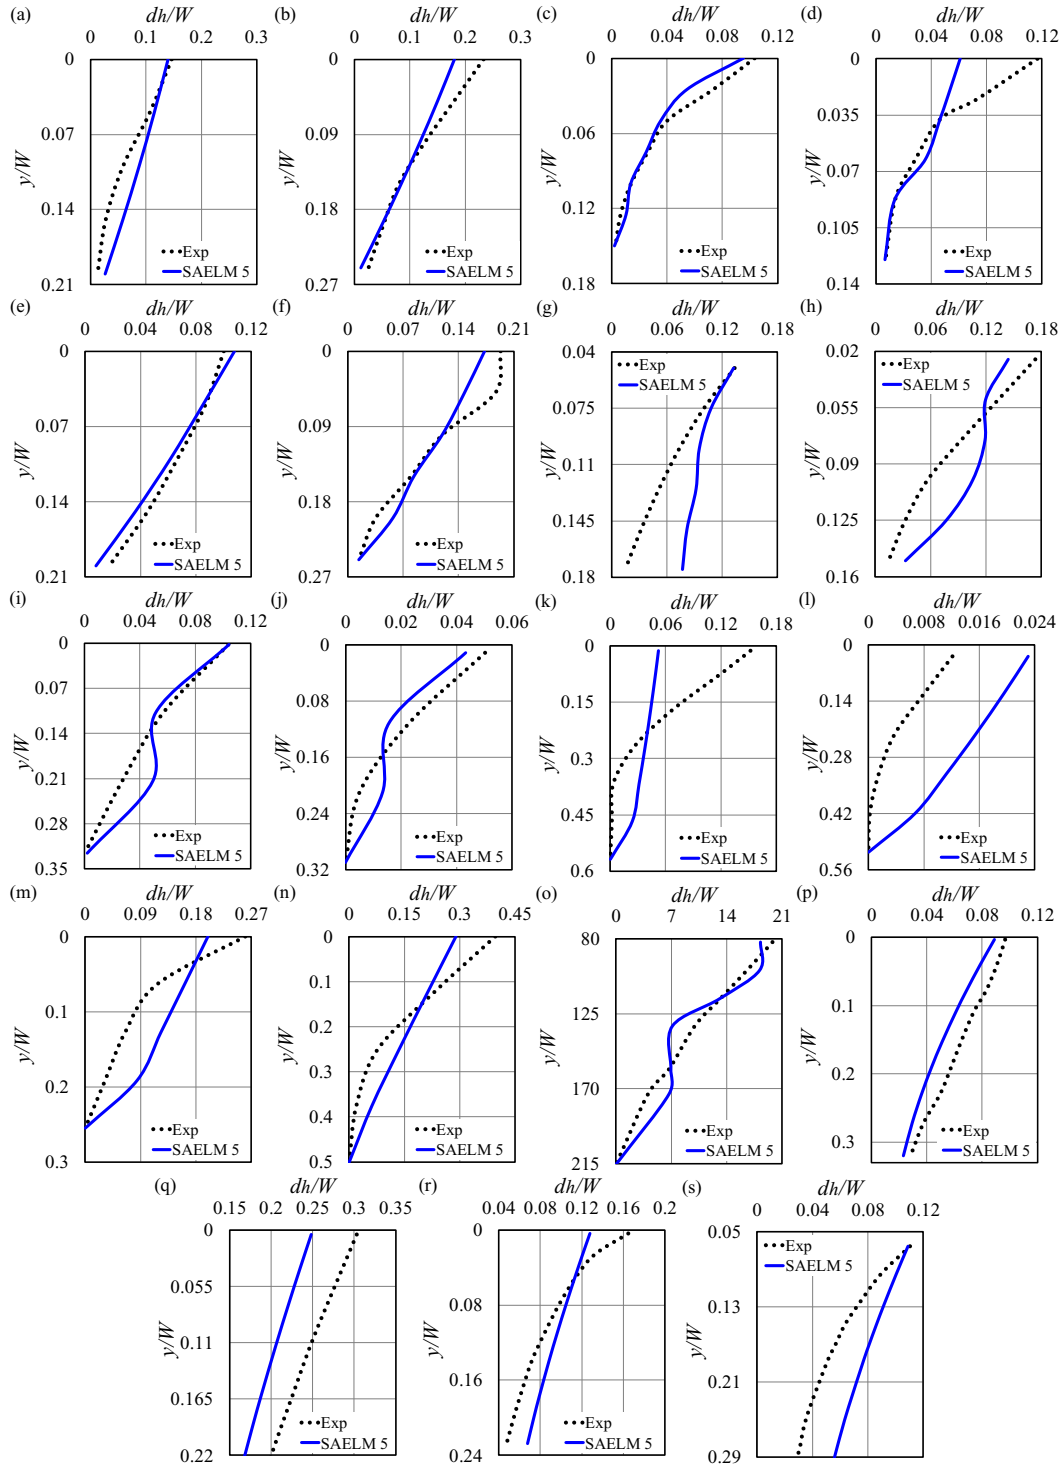 (a) dh/W
0 0.1 0.2 0.3
0
0.07
0.14
0.21
y/W
Exp
SAELM 5
(b) dh/W
0 0.1 0.2 0.3
0
0.09
0.18
0.27
y/W
Exp
SAELM 5
(c) dh/W
0 0.04 0.08 0.12
0
0.06
0.12
0.18
y/W
Exp
SAELM 5
(d) dh/W
0 0.04 0.08 0.12
0
0.035
0.07
0.105
0.14
y/W
Exp
SAELM 5
(e) dh/W
0 0.04 0.08 0.12
0
0.07
0.14
0.21
y/W
Exp
SAELM 5
(f) dh/W
0 0.07 0.14 0.21
0
0.09
0.18
0.27
y/W
Exp
SAELM 5
(g) dh/W
0 0.06 0.12 0.18
0.04
0.075
0.11
0.145
0.18
y/W
Exp
SAELM 5
(h) dh/W
0 0.06 0.12 0.18
0.02
0.055
0.09
0.125
0.16
y/W
Exp
SAELM 5
(i) dh/W
0 0.04 0.08 0.12
0
0.07
0.14
0.21
0.28
0.35
y/W
Exp
SAELM 5
(j) dh/W
0 0.02 0.04 0.06
0
0.08
0.16
0.24
0.32
y/W
Exp
SAELM 5
(k) dh/W
0 0.06 0.12 0.18
0
0.15
0.3
0.45
0.6
y/W
Exp
SAELM 5
(l) dh/W
0 0.008 0.016 0.024
0
0.14
0.28
0.42
0.56
y/W
Exp
SAELM 5
(m) dh/W
0 0.09 0.18 0.27
0
0.1
0.2
0.3
y/W
Exp
SAELM 5
(n) dh/W
0 0.15 0.3 0.45
0
0.1
0.2
0.3
0.4
0.5
y/W
Exp
SAELM 5
(o) dh/W
0 7 14 21
80
125
170
215
y/W
Exp
SAELM 5
(p) dh/W
0 0.04 0.08 0.12
0
0.1
0.2
0.3
y/W
Exp
SAELM 5
(q) dh/W
0.15 0.2 0.25 0.3 0.35
0
0.055
0.11
0.165
0.22
y/W
Exp
SAELM 5
(r) dh/W
0.04 0.08 0.12 0.16 0.2
0
0.08
0.16
0.24
y/W
Exp
SAELM 5
(s) dh/W
0 0.04 0.08 0.12
0.05
0.13
0.21
0.29
y/W
Exp
SAELM 5